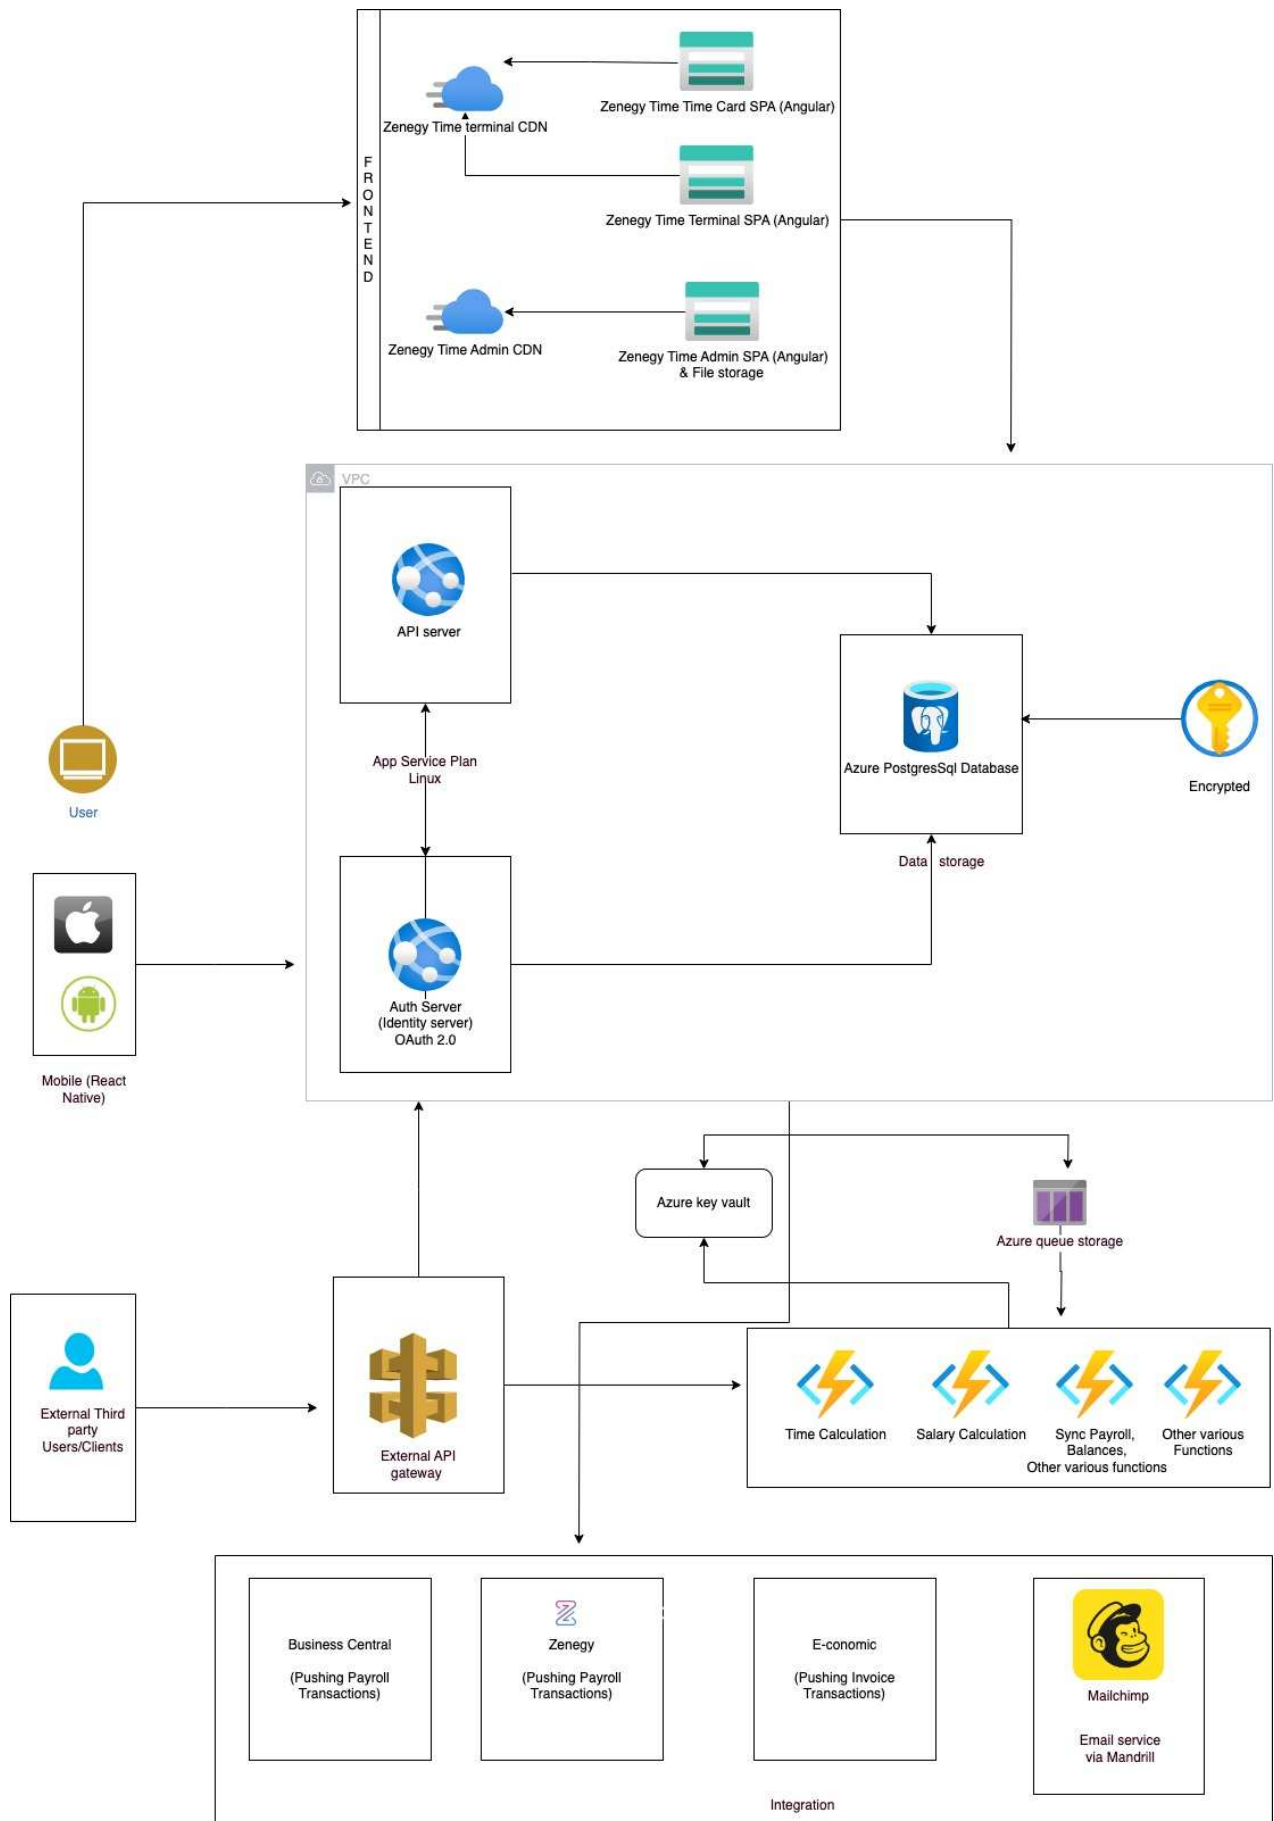 Zenegy Time Time Card SPA (Angular)
Zenegy Time terminal CDN
FRONTEND
Zenegy Time Terminal SPA (Angular)
Zenegy Time Admin CDN
Zenegy Time Admin SPA (Angular)
& File storage
VPC
API server
App Service Plan
Linux
Azure PostgresSql Database
Encrypted
User
Data storage
Auth Server
(Identity server)
OAuth 2.0
Mobile (React
Native)
Azure key vault
Azure queue storage
External Third
party
Users/Clients
External API
gateway
Time Calculation
Salary Calculation
Sync Payroll,
Balances,
Other various functions
Other various
Functions
Business Central
(Pushing Payroll
Transactions)
Zenegy
(Pushing Payroll
Transactions)
E-conomic
(Pushing Invoice
Transactions)
Mailchimp
Email service
via Mandrill
Integration